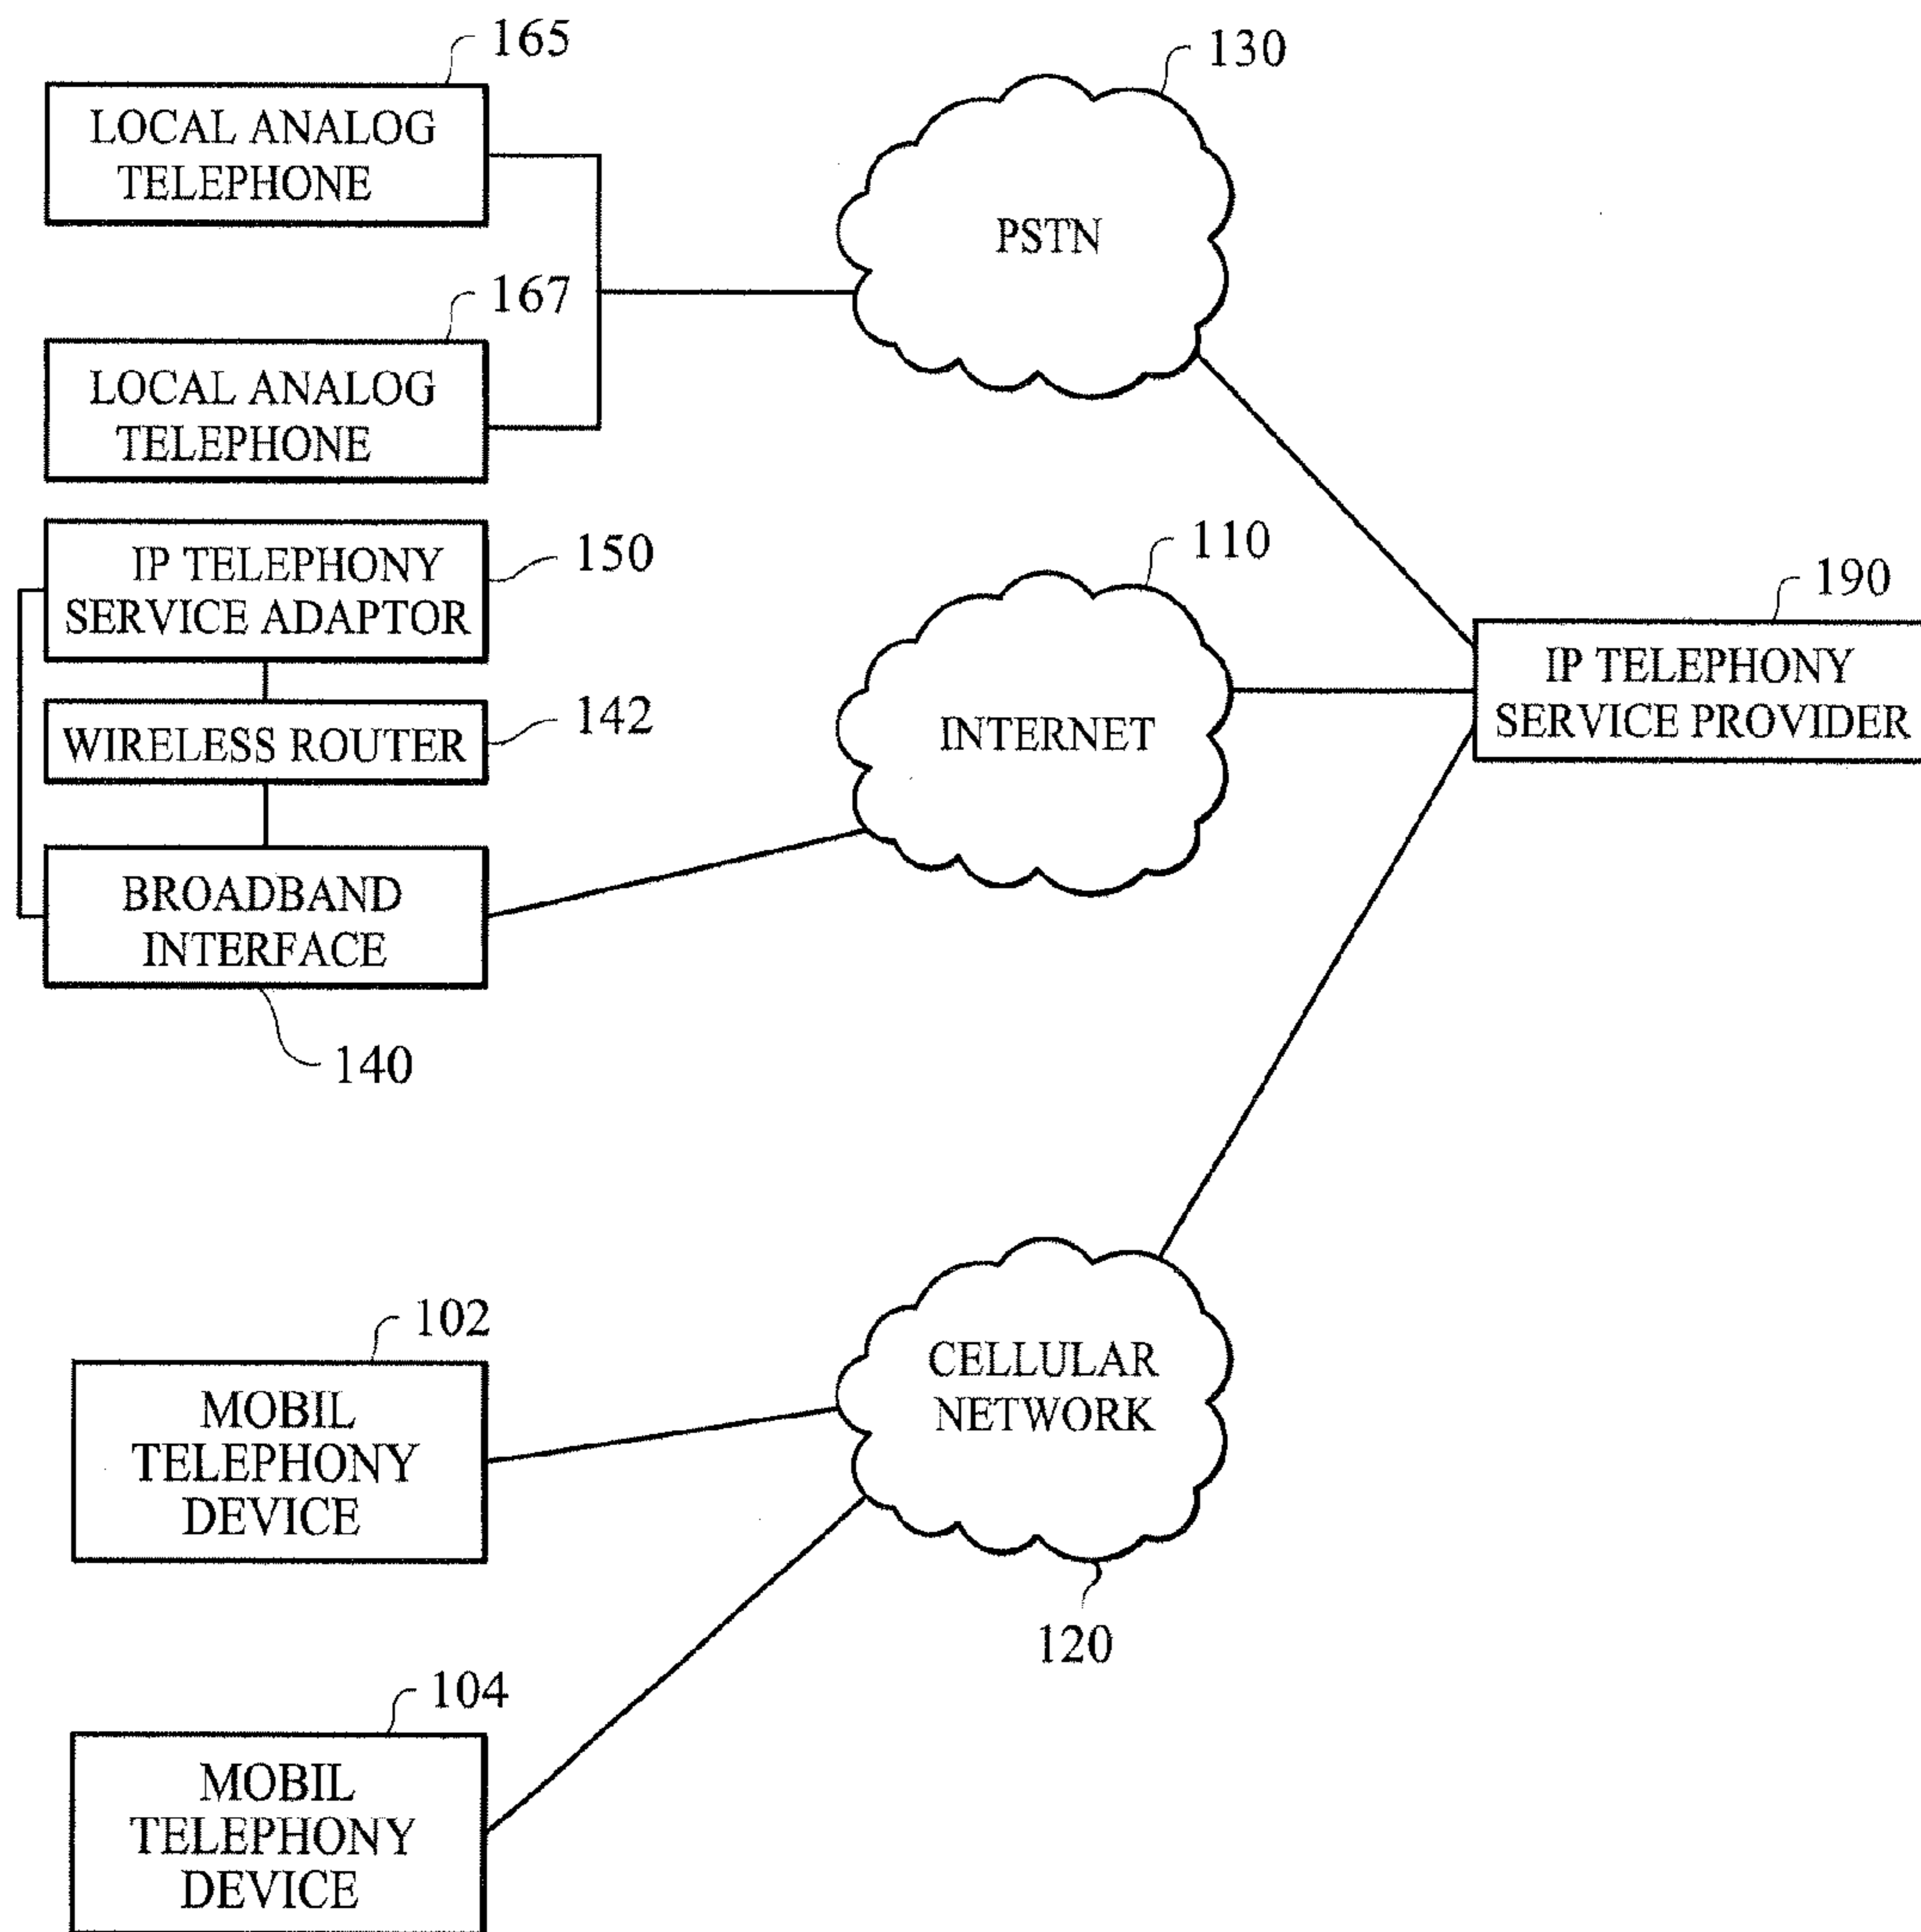 165
LOCAL ANALOG
TELEPHONE
130
PSTN
167
LOCAL ANALOG
TELEPHONE
IP TELEPHONY
SERVICE ADAPTOR
150
110
INTERNET
190
IP TELEPHONY
SERVICE PROVIDER
WIRELESS ROUTER
142
BROADBAND
INTERFACE
140
102
MOBIL
TELEPHONY
DEVICE
CELLULAR
NETWORK
120
104
MOBIL
TELEPHONY
DEVICE